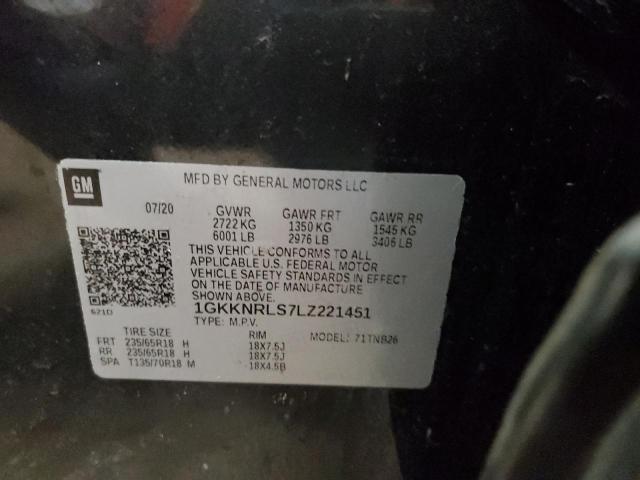 GM
MFD BY GENERAL MOTORS LLC
07/20 GVWR GAWR FRT GAWR RR
2722 KG 1350 KG 1545 KG
6001 LB 2976 LB 3406 LB
THIS VEHICLE CONFORMS TO ALL
APPLICABLE U.S. FEDERAL MOTOR
VEHICLE SAFETY STANDARDS IN EFFECT
ON THE DATE OF MANUFACTURE
SHOWN ABOVE.
621D
1GKKNRLS7LZ221451
TYPE: M.P.V. MODEL: 71TNB26
TIRE SIZE RIM
FRT 235/65R18 H 18X7.5J
RR 235/65R18 H 18X7.5J
SPA T135/70R18 M 18X4.5B